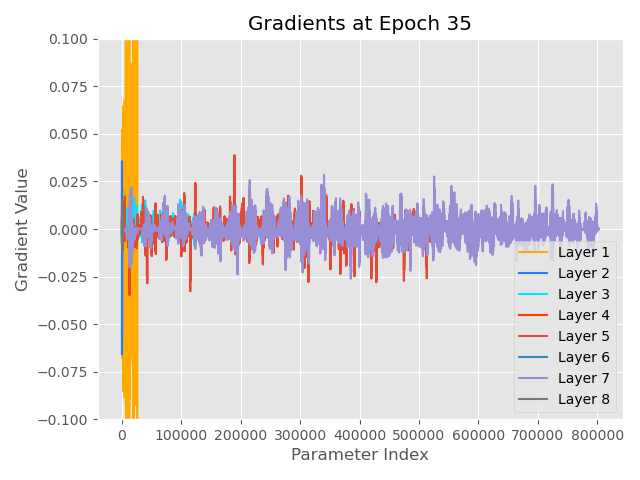 Gradients at Epoch 35
0.100
0.075
0.050
0.025
0.000
−0.025
−0.050
−0.075
−0.100
Gradient Value
Layer 1
Layer 2
Layer 3
Layer 4
Layer 5
Layer 6
Layer 7
Layer 8
0 100000 200000 300000 400000 500000 600000 700000 800000
Parameter Index